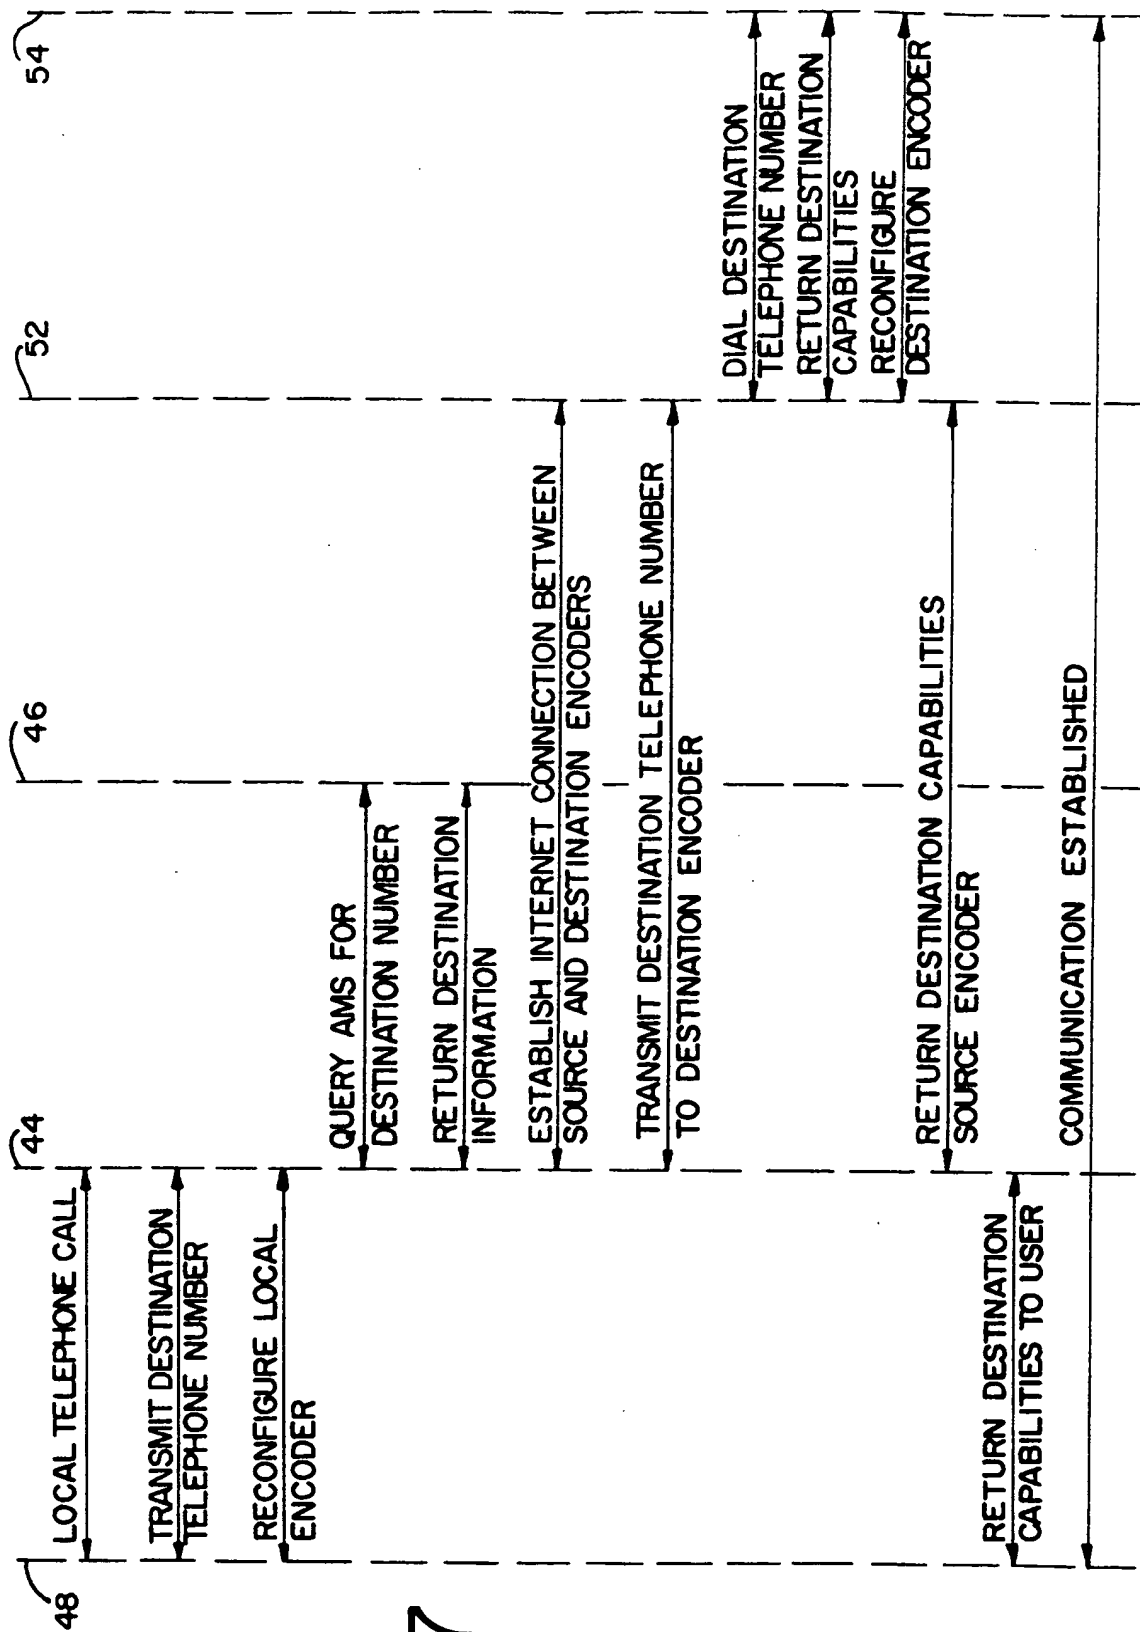 48
44
46
52
54
LOCAL TELEPHONE CALL
TRANSMIT DESTINATION
TELEPHONE NUMBER
RECONFIGURE LOCAL
ENCODER
QUERY AMS FOR
DESTINATION NUMBER
RETURN DESTINATION
INFORMATION
ESTABLISH INTERNET CONNECTION BETWEEN
SOURCE AND DESTINATION ENCODERS
TRANSMIT DESTINATION TELEPHONE NUMBER
TO DESTINATION ENCODER
DIAL DESTINATION
TELEPHONE NUMBER
RETURN DESTINATION
CAPABILITIES
RECONFIGURE
DESTINATION ENCODER
RETURN DESTINATION CAPABILITIES
SOURCE ENCODER
RETURN DESTINATION
CAPABILITIES TO USER
COMMUNICATION ESTABLISHED